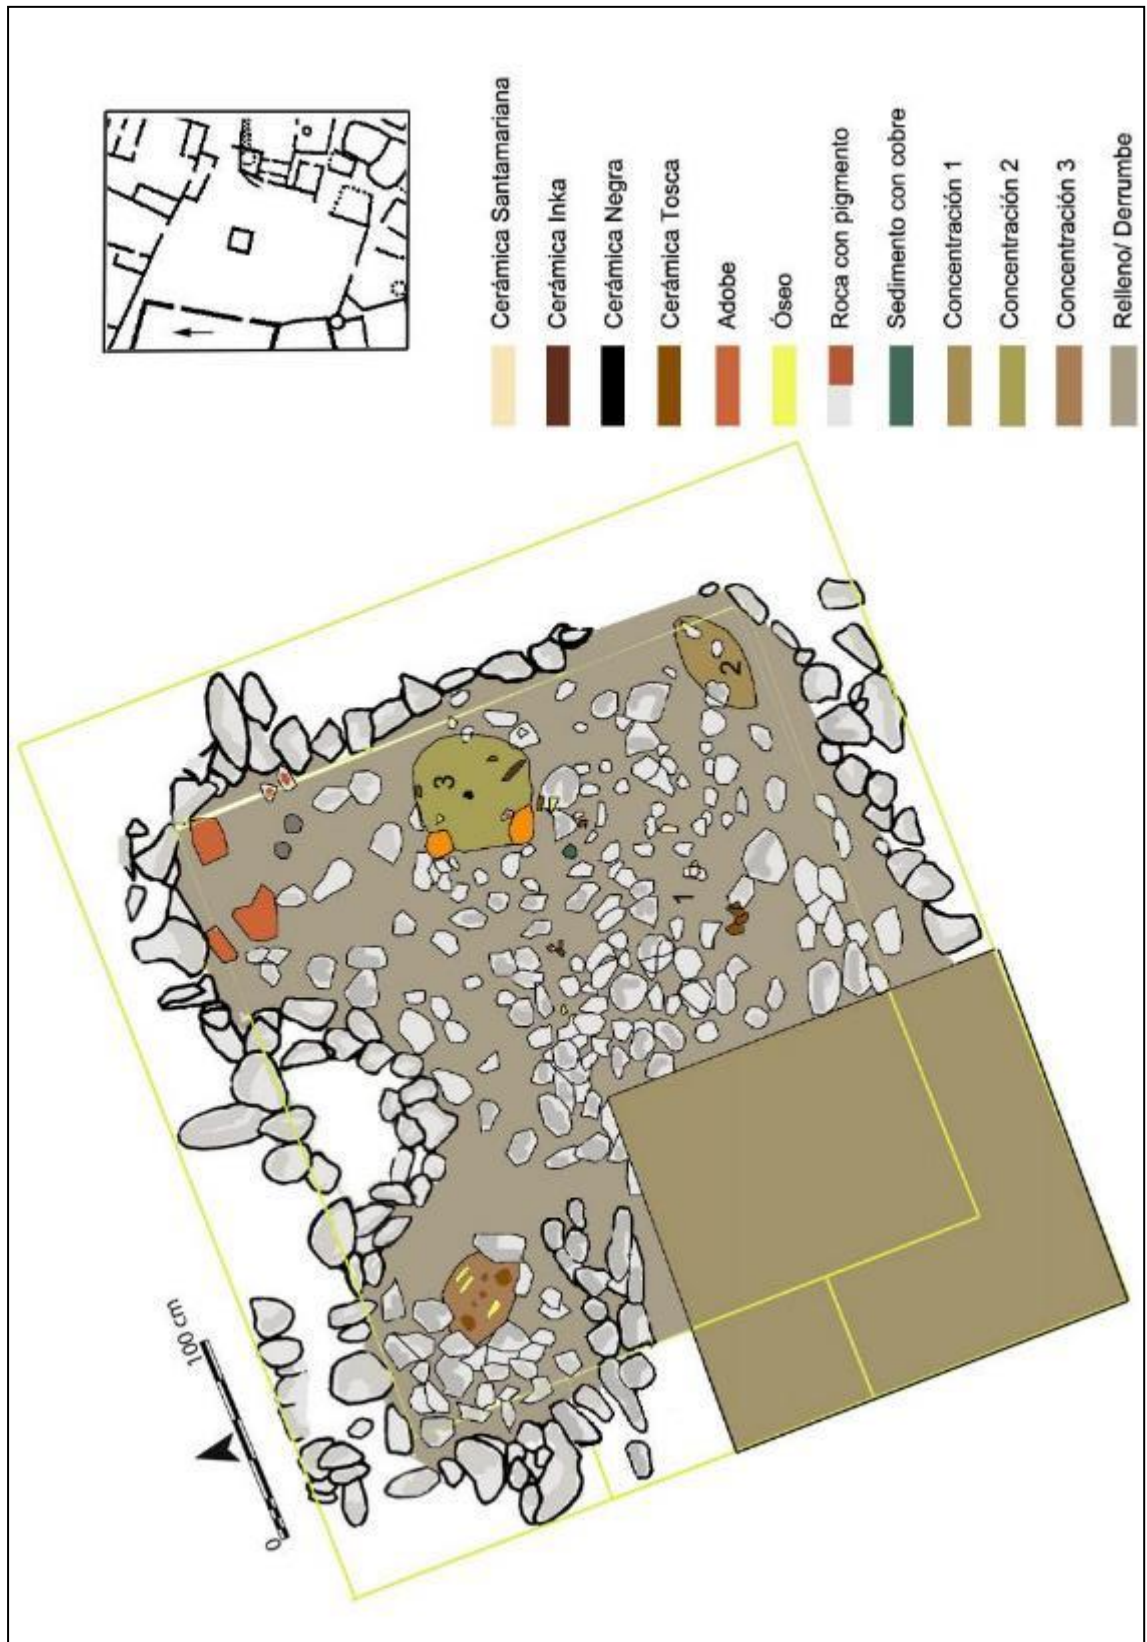 Cerámica Santamariana
Cerámica Inka
Cerámica Negra
Cerámica Tosca
Adobe
Óseo
Roca con pigmento
Sedimento con cobre
Concentración 1
Concentración 2
Concentración 3
Relleno/ Derrumbe
3
2
1
0
100 cm